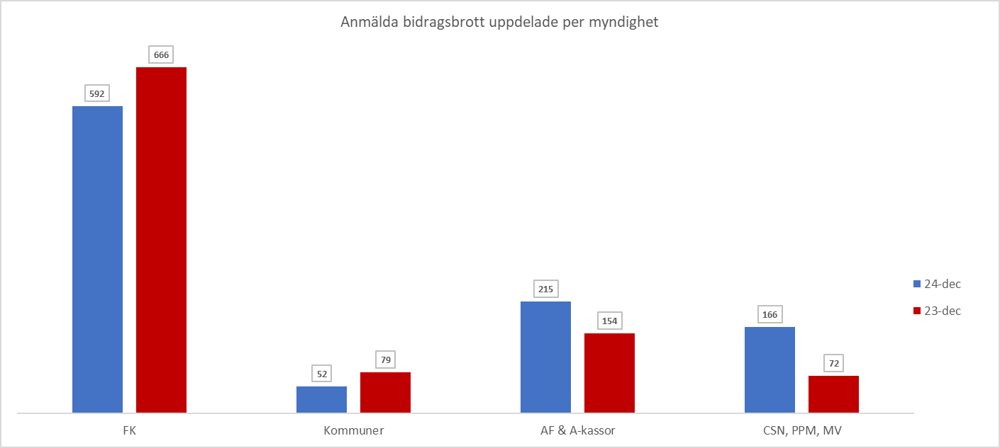 Anmälda bidragsbrott uppdelade per myndighet
592
666
52
79
215
154
166
72
24-dec
23-dec
FK
Kommuner
AF & A-kassor
CSN, PPM, MV